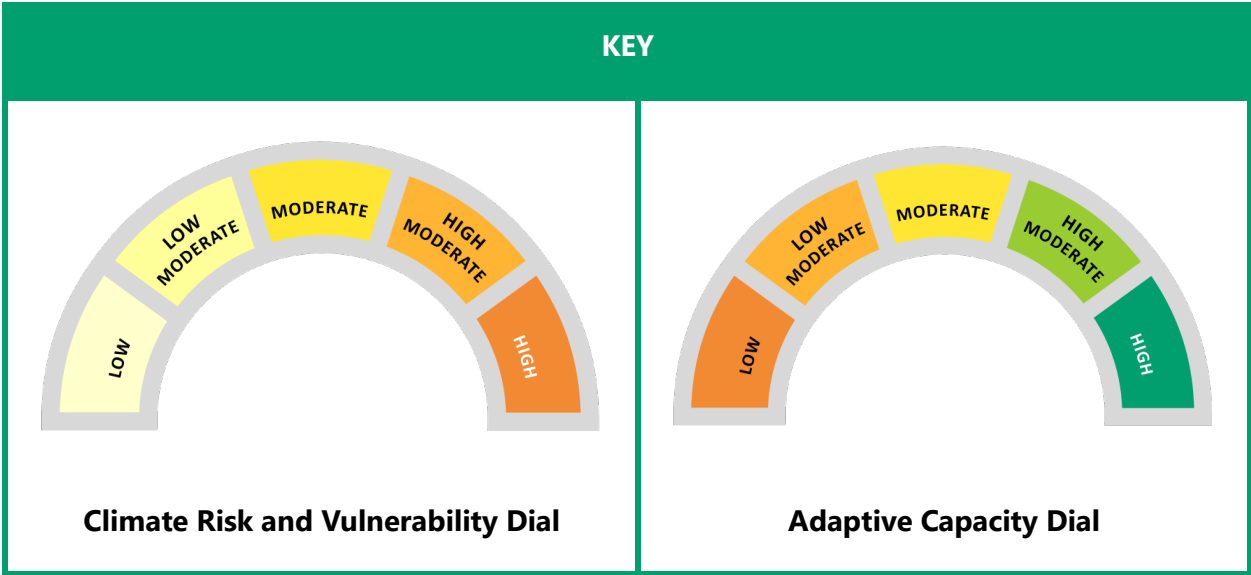 KEY
LOW
LOW
MODERATE
MODERATE
HIGH
MODERATE
HIGH
Climate Risk and Vulnerability Dial
LOW
LOW
MODERATE
MODERATE
HIGH
MODERATE
HIGH
Adaptive Capacity Dial